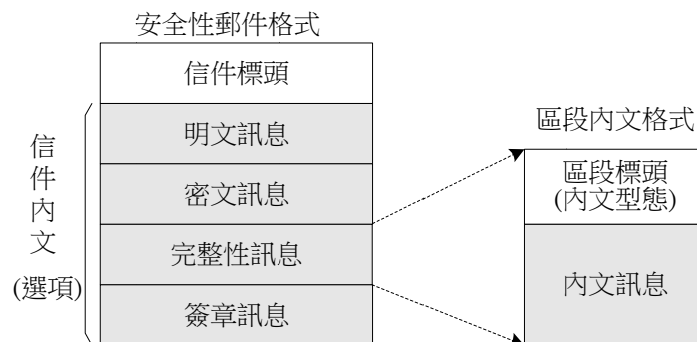 安全性郵件格式
信件標頭
明文訊息
密文訊息
完整性訊息
簽章訊息
信件內文
(選項)
區段內文格式
區段標頭
(內文型態)
內文訊息